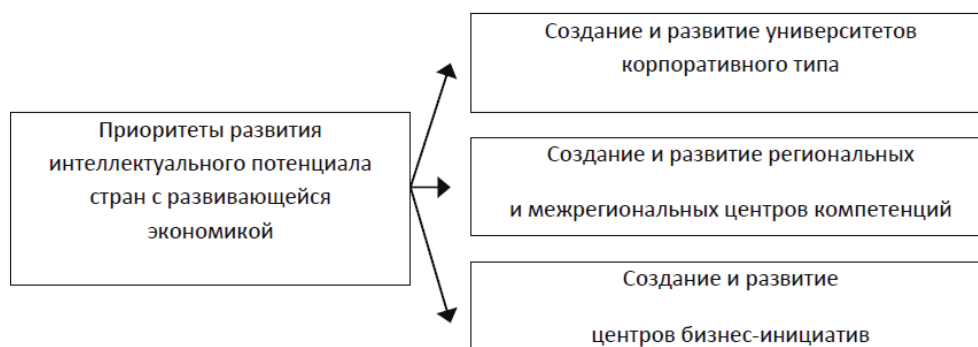 Приоритеты развития
интеллектуального потенциала
стран с развивающейся
экономикой
Создание и развитие университетов
корпоративного типа
Создание и развитие региональных
и межрегиональных центров компетенций
Создание и развитие
центров бизнес-инициатив